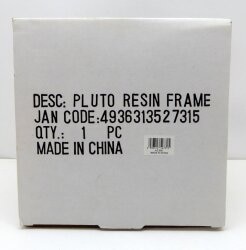 DESC: PLUTO RESIN FRAME
JAN CODE:4936313527315
QTY.: 1 PC
MADE IN CHINA